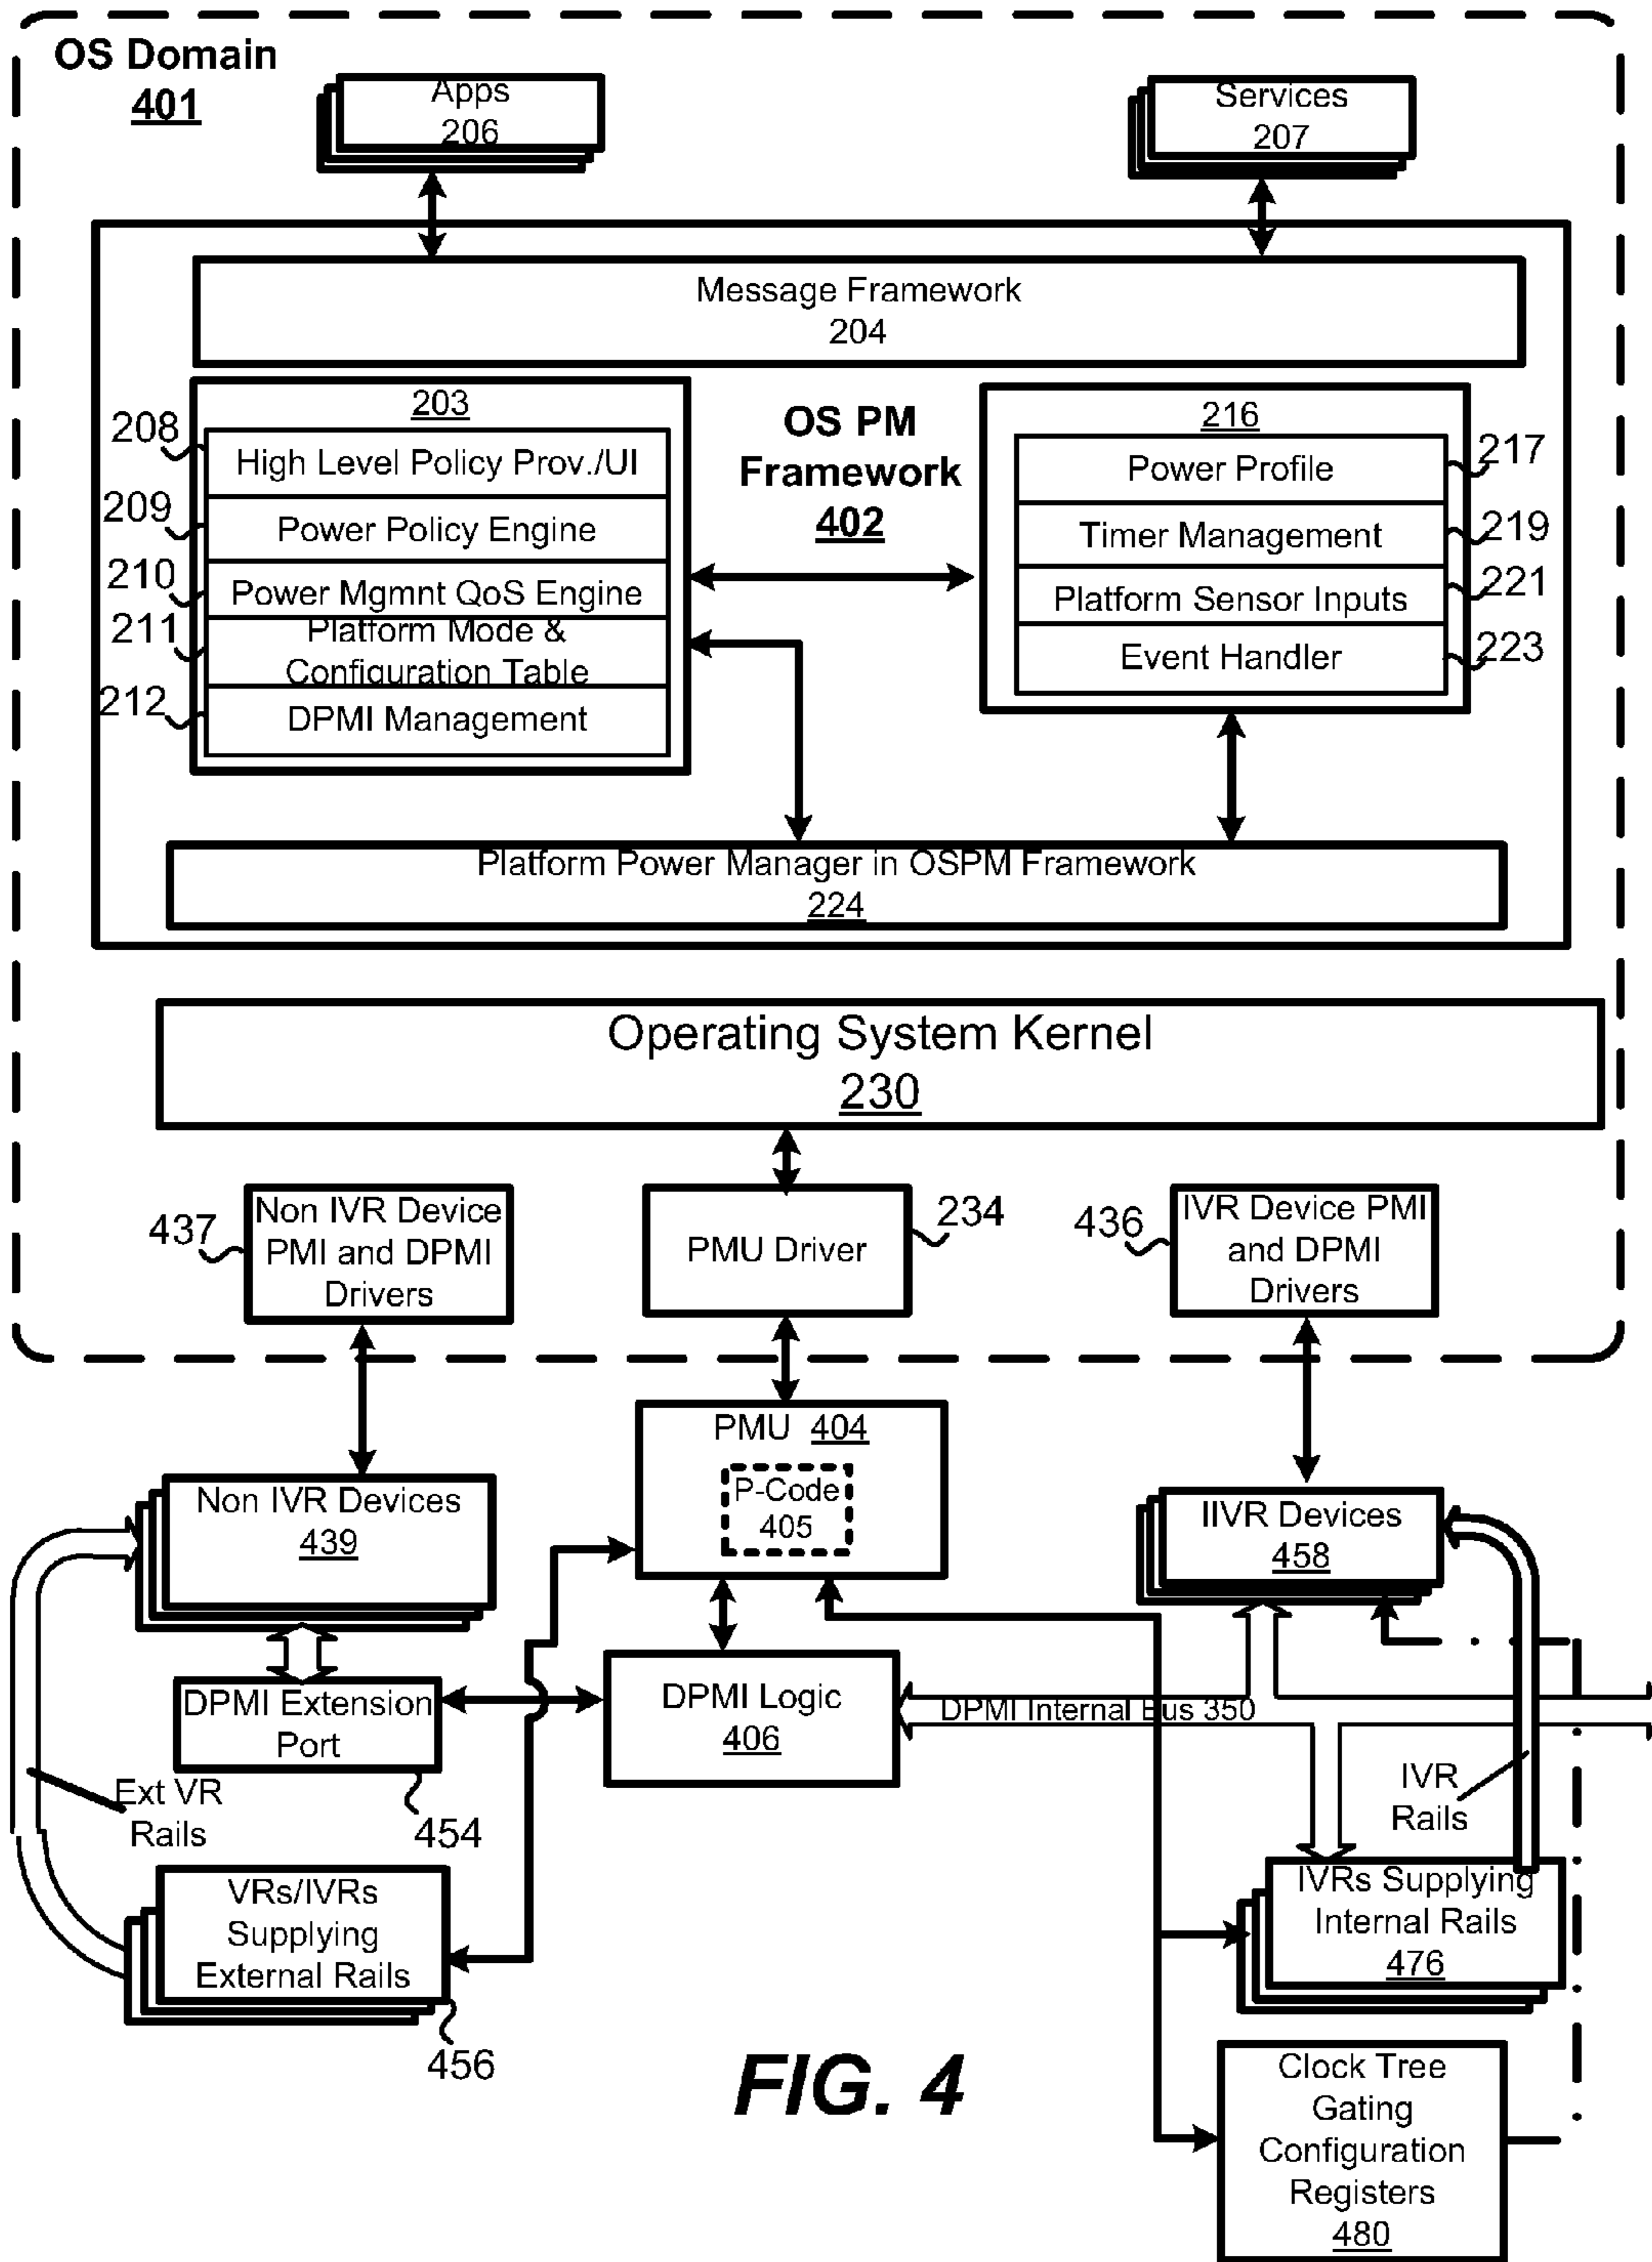 OS Domain
401
Apps
206
Services
207
Message Framework
204
203
208
High Level Policy Prov./UI
209
Power Policy Engine
210
Power Mgmnt QoS Engine
211
Platform Mode &
Configuration Table
212
DPMI Management
OS PM
Framework
402
216
Power Profile
217
Timer Management
219
Platform Sensor Inputs
221
Event Handler
223
Platform Power Manager in OSPM Framework
224
Operating System Kernel
230
437
Non IVR Device
PMI and DPMI
Drivers
PMU Driver
234
436
IVR Device PMI
and DPMI
Drivers
PMU 404
P-Code
405
Non IVR Devices
439
IIVR Devices
458
DPMI Extension
Port
454
DPMI Logic
406
DPMI Internal Bus 350
Ext VR
Rails
IVR
Rails
VRs/IVRs
Supplying
External Rails
456
IVRs Supplying
Internal Rails
476
Clock Tree
Gating
Configuration
Registers
480
FIG. 4